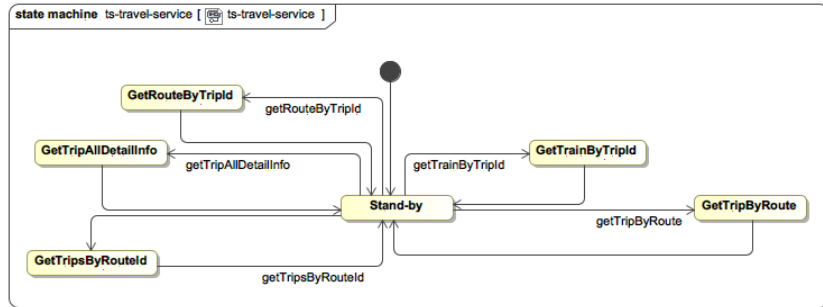 state machine ts-travel-service [ ts-travel-service ]
GetRouteByTripId
getRouteByTripId
GetTripAllDetailInfo
getTripAllDetailInfo
getTrainByTripId
GetTrainByTripId
Stand-by
getTripByRoute
GetTripByRoute
GetTripsByRouteId
getTripsByRouteId